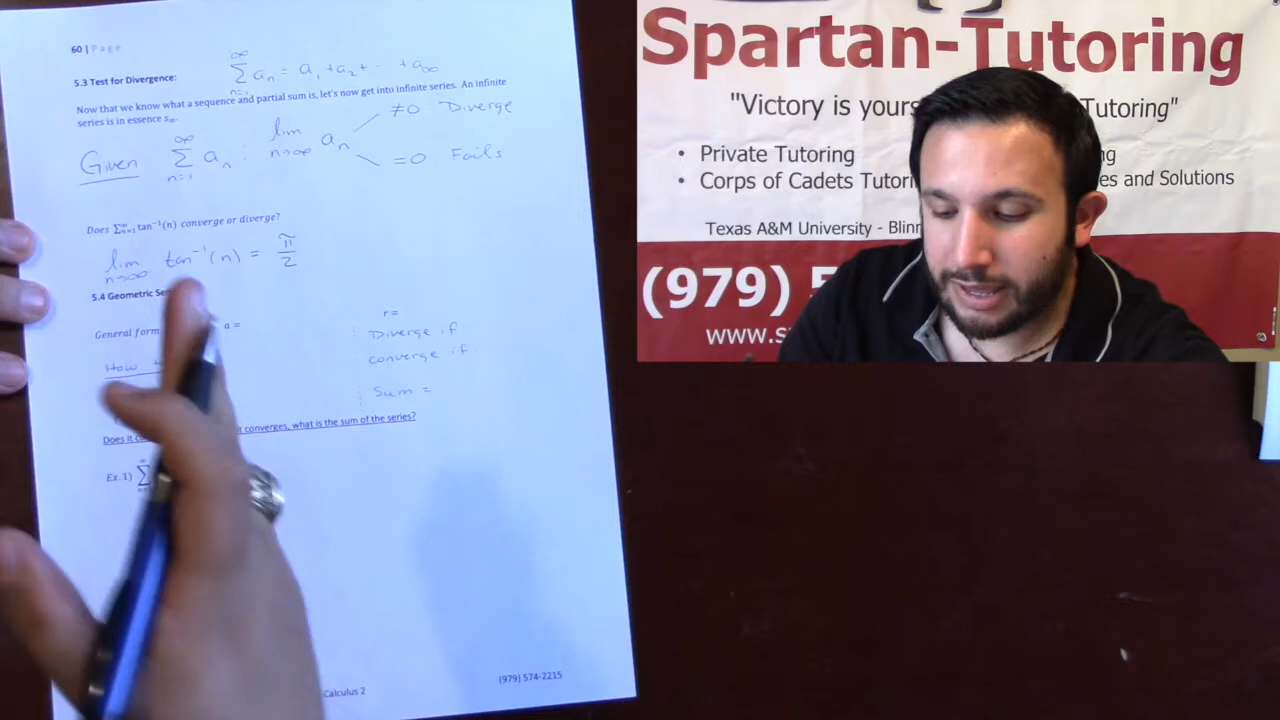 60 | Page
5.3 Test for Divergence:
∞
∑ aₙ = a₁ + a₂ + ·· + a∞
n=1
Now that we know what a sequence and partial sum is, let's now get into infinite series. An infinite
series is in essence s∞.
Given ∞∑n=1 aₙ : lim n→∞ aₙ
≠0 Diverge
=0 Fails
Does ∑ₙ₌₁^∞ tan⁻¹(n) converge or diverge?
lim n→∞ tan⁻¹(n) = π/2
5.4 Geometric
General form a =
r =
Diverge if
converge if
How
Sum =
Does it converges, what is the sum of the series?
Ex. 1) ∑
Calculus 2
(979) 574-2215
Spartan-Tutoring
"Victory is yours Tutoring"
• Private Tutoring
• Corps of Cadets
es and Solutions
Texas A&M University - Blinn
(979) 5
www.s